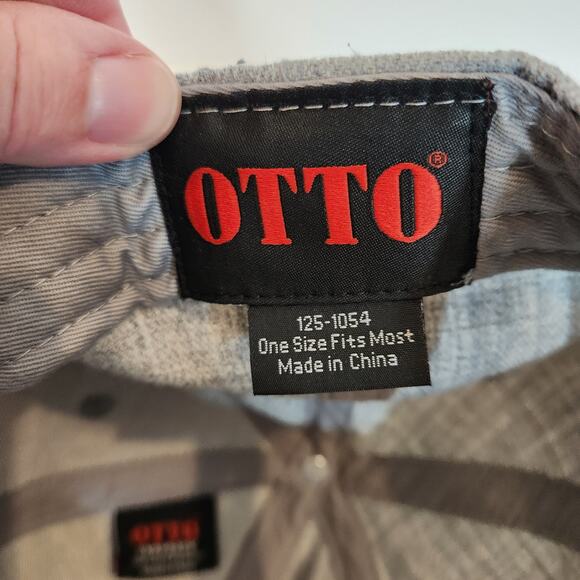 OTTO®
125-1054
One Size Fits Most
Made in China
OTTO